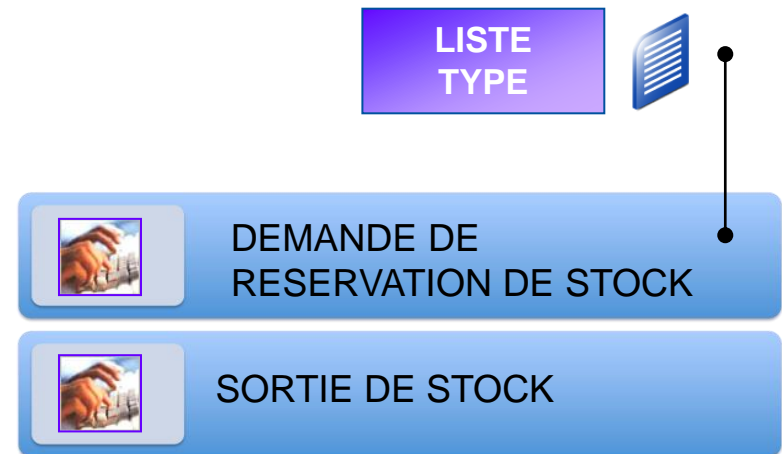 LISTE
TYPE
DEMANDE DE
RESERVATION DE STOCK
SORTIE DE STOCK